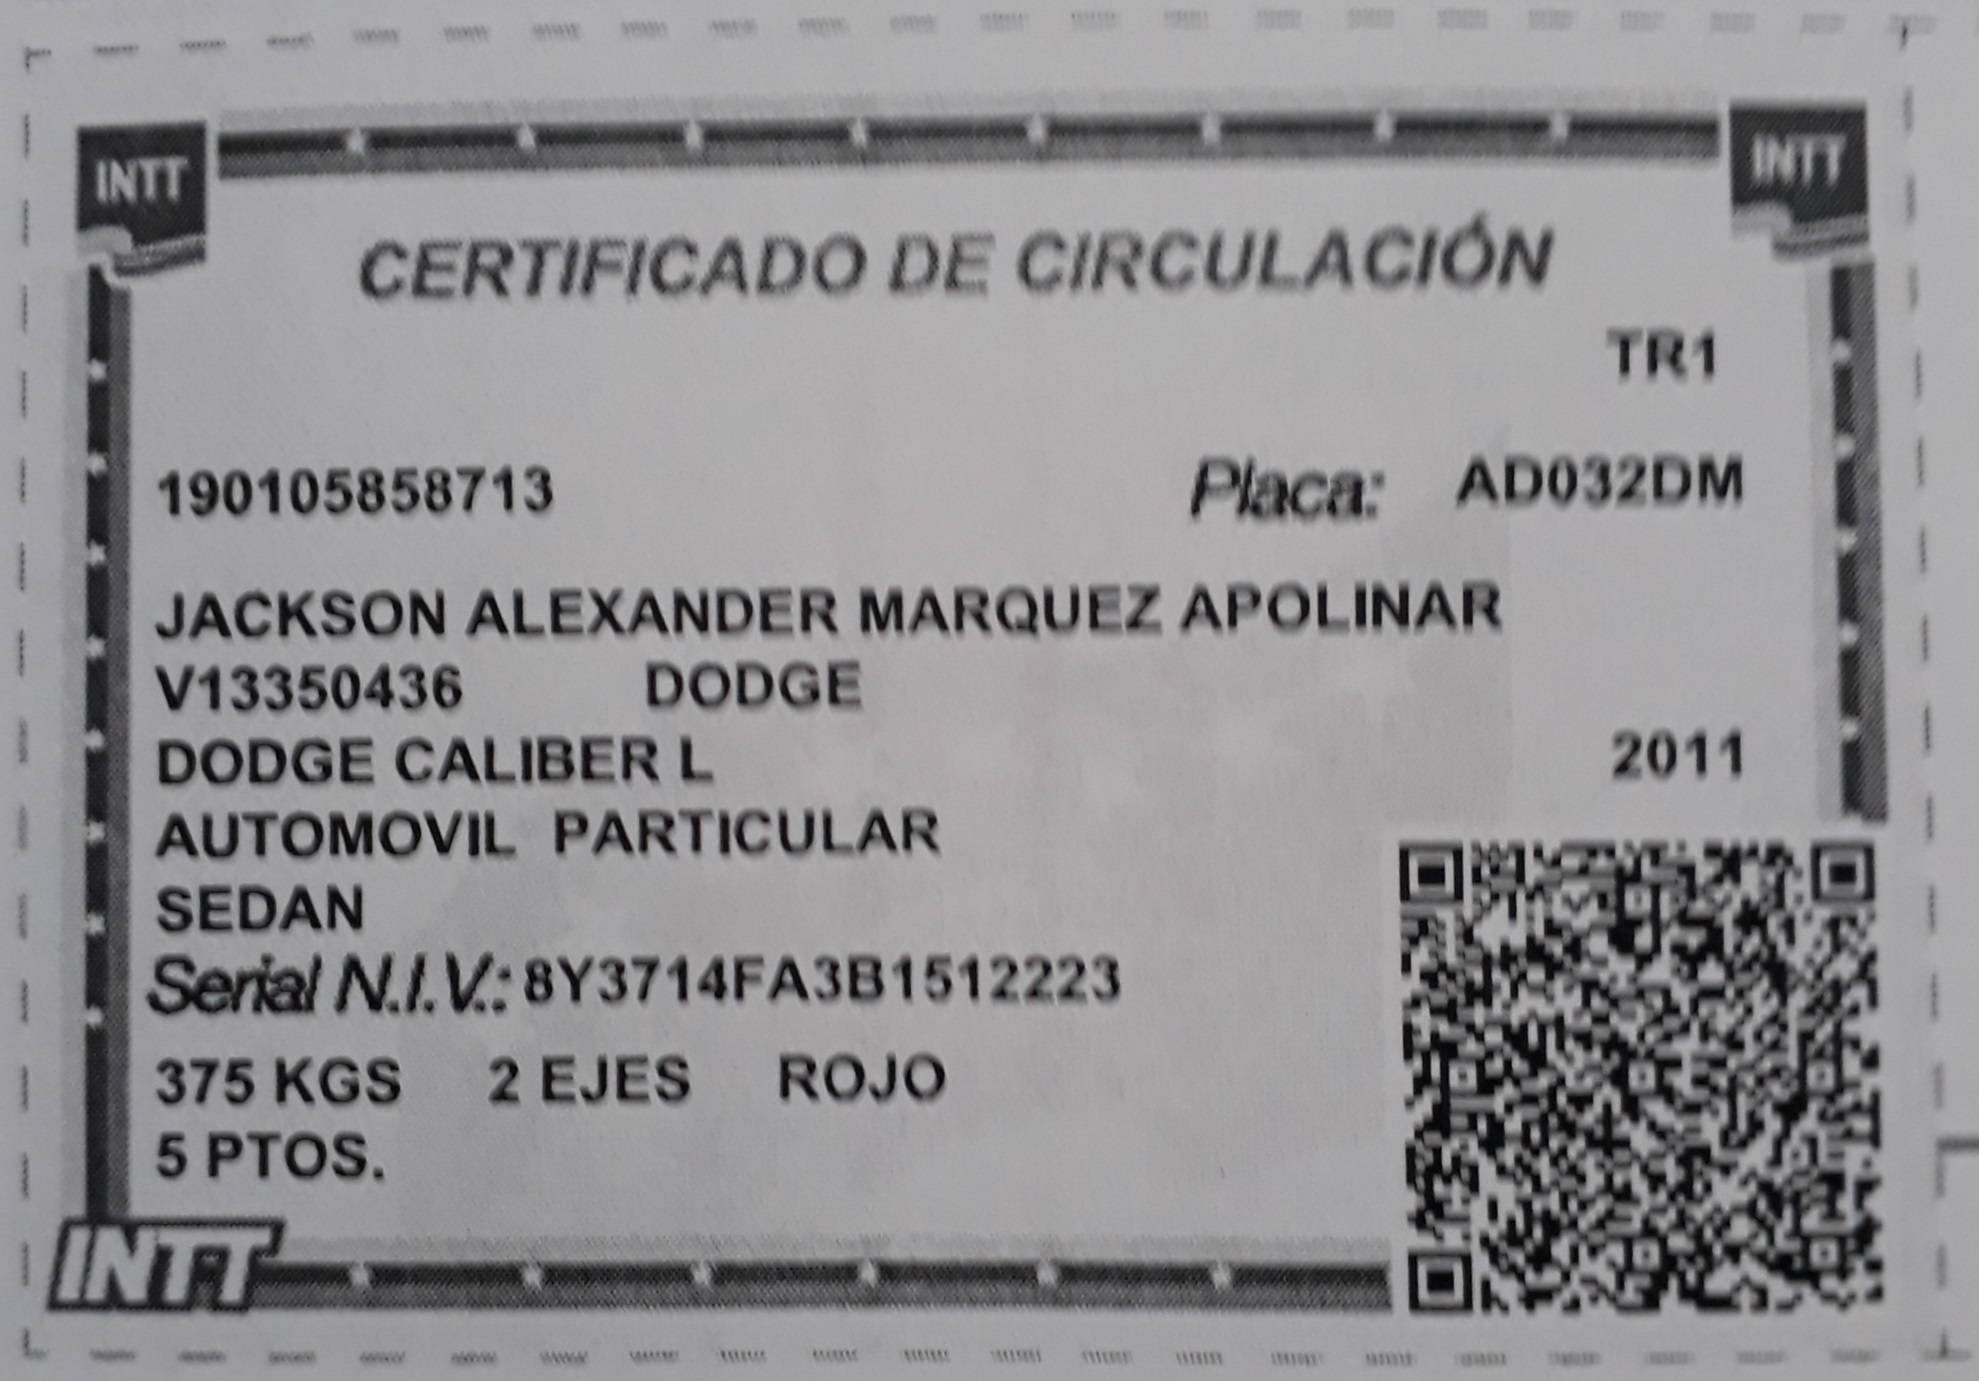 INTT INTT
CERTIFICADO DE CIRCULACIÓN
TR1
190105858713 Placa: AD032DM
JACKSON ALEXANDER MARQUEZ APOLINAR
V13350436 DODGE
DODGE CALIBER L 2011
AUTOMOVIL PARTICULAR
SEDAN
Serial N.I.V.: 8Y3714FA3B1512223
375 KGS 2 EJES ROJO
5 PTOS.
INTT